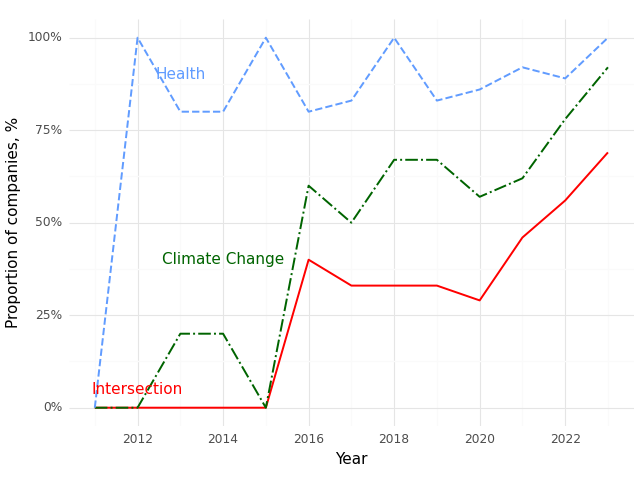 100%
75%
50%
25%
0%
Proportion of companies, %
Health
Climate Change
Intersection
2012 2014 2016 2018 2020 2022
Year